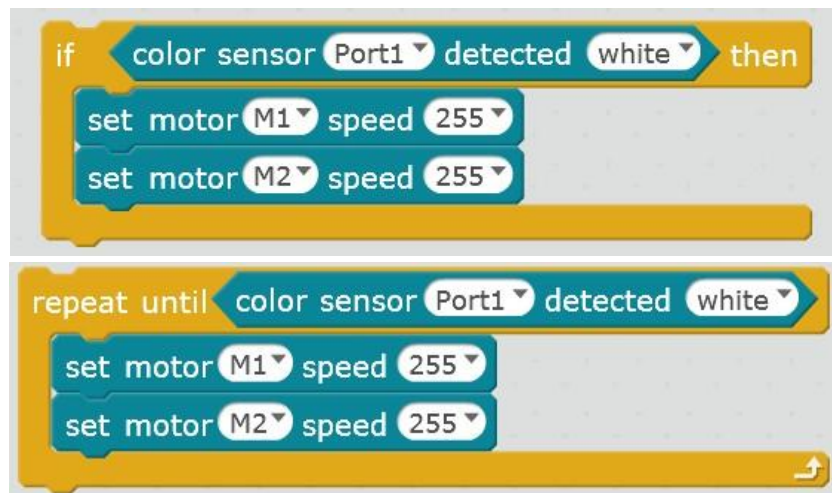 if color sensor Port1 detected white then
set motor M1 speed 255
set motor M2 speed 255
repeat until color sensor Port1 detected white
set motor M1 speed 255
set motor M2 speed 255